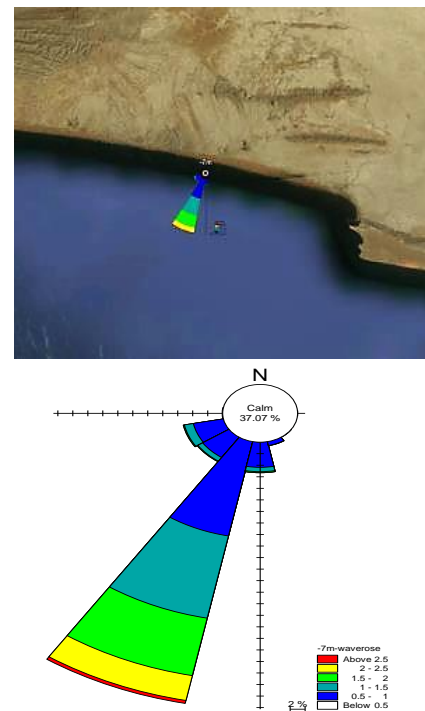 -7m
N
Calm
37.07 %
-7m-waverose
Above 2.5
2 - 2.5
1.5 - 2
1 - 1.5
0.5 - 1
Below 0.5
2 %